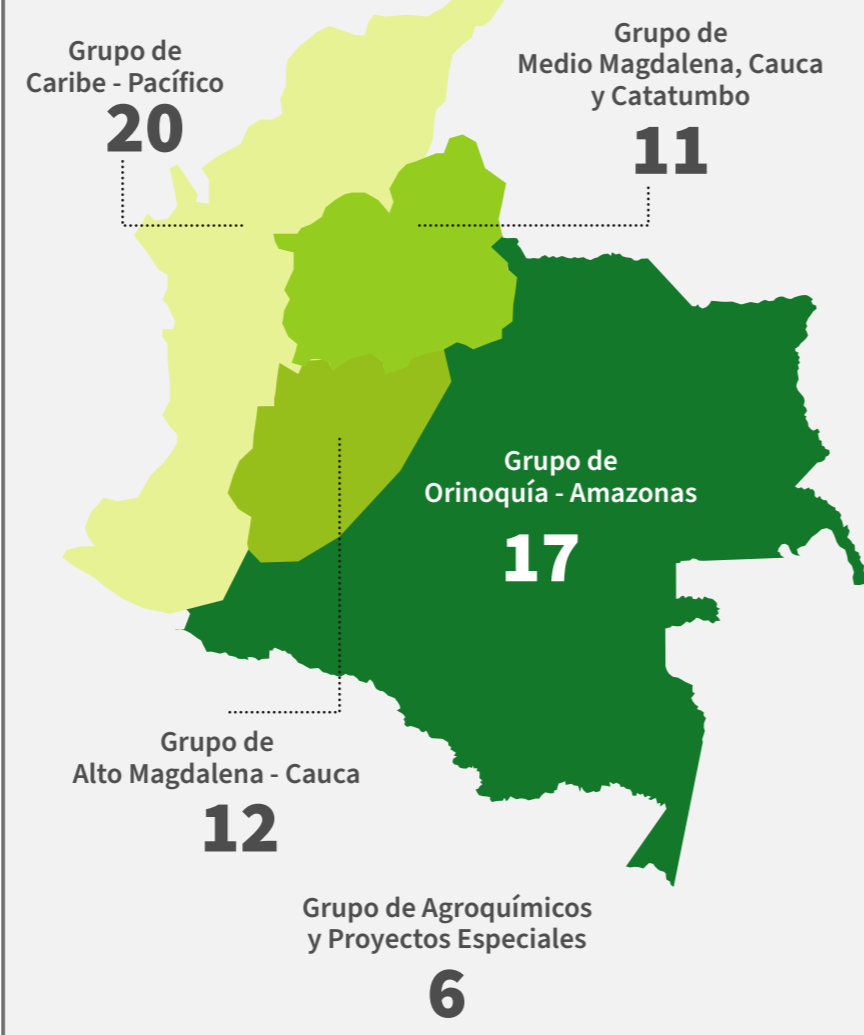 Grupo de
Caribe - Pacífico
20
Grupo de
Medio Magdalena, Cauca
y Catatumbo
11
Grupo de
Orinoquía - Amazonas
17
Grupo de
Alto Magdalena - Cauca
12
Grupo de Agroquímicos
y Proyectos Especiales
6